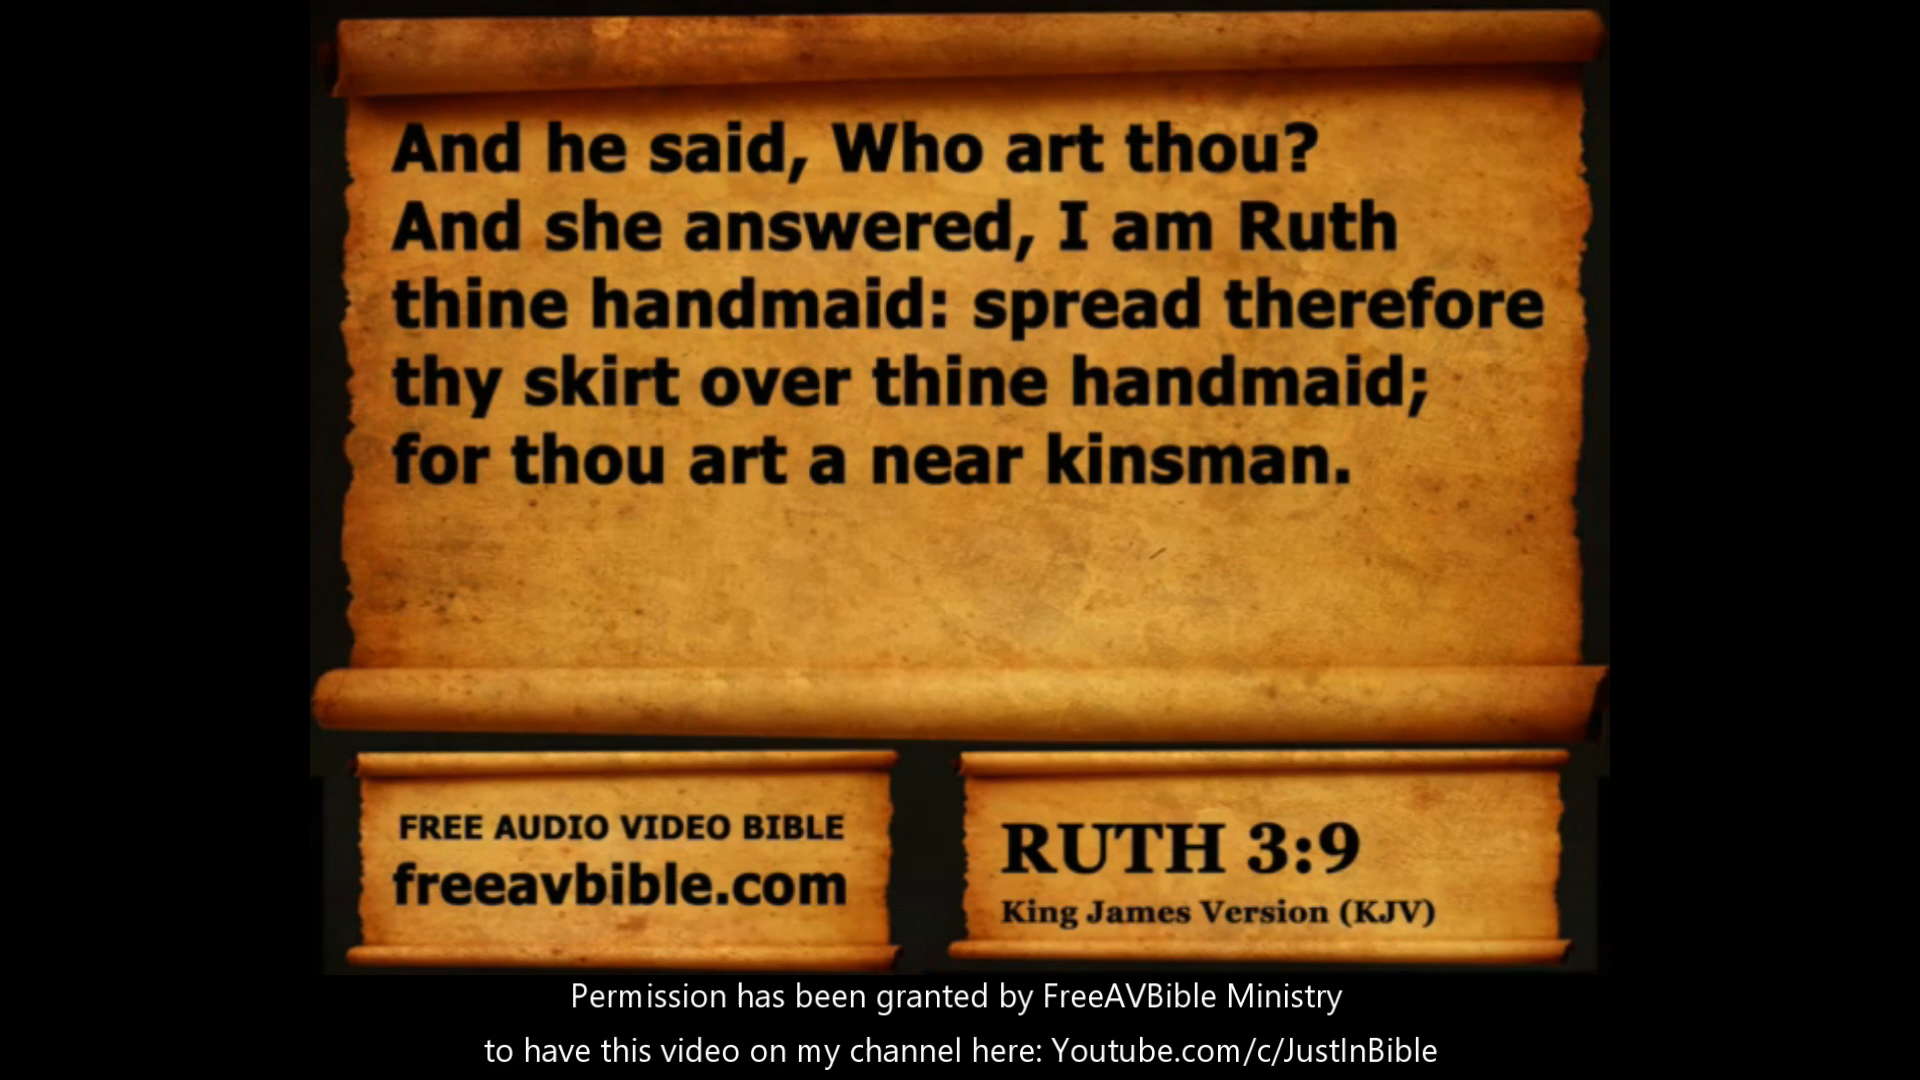 And he said, Who art thou?
And she answered, I am Ruth
thine handmaid: spread therefore
thy skirt over thine handmaid;
for thou art a near kinsman.
FREE AUDIO VIDEO BIBLE
freeavbible.com
RUTH 3:9
King James Version (KJV)
Permission has been granted by FreeAVBible Ministry
to have this video on my channel here: Youtube.com/c/JustInBible